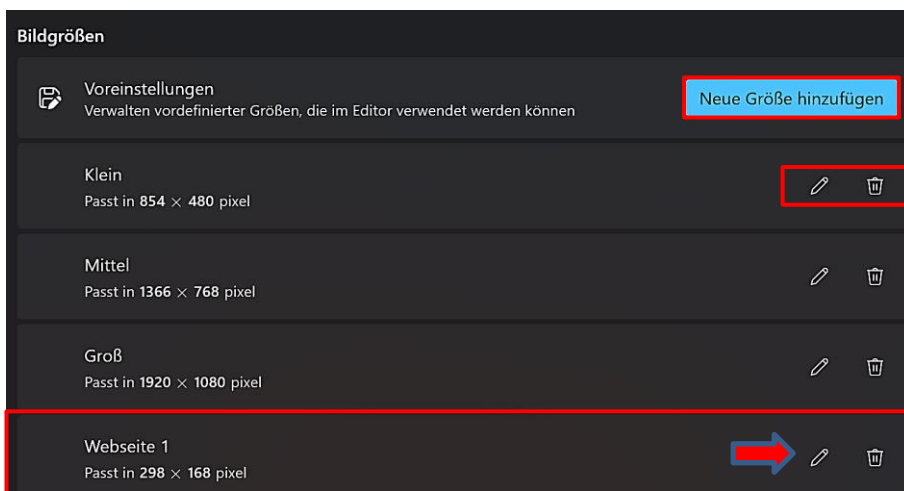 Bildgrößen
Voreinstellungen
Verwalten vordefinierter Größen, die im Editor verwendet werden können
Neue Größe hinzufügen
Klein
Passt in 854 × 480 pixel
Mittel
Passt in 1366 × 768 pixel
Groß
Passt in 1920 × 1080 pixel
Webseite 1
Passt in 298 × 168 pixel